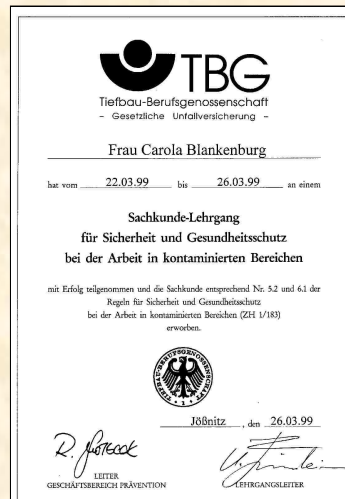 TBG
Tiefbau-Berufsgenossenschaft
- Gesetzliche Unfallversicherung -
Frau Carola Blankenburg
hat vom 22.03.99 bis 26.03.99 an einem
Sachkunde-Lehrgang
für Sicherheit und Gesundheitsschutz
bei der Arbeit in kontaminierten Bereichen
mit Erfolg teilgenommen und die Sachkunde entsprechend Nr. 5.2 und 6.1 der
Regeln für Sicherheit und Gesundheitsschutz
bei der Arbeit in kontaminierten Bereichen (ZH 1/183)
erworben.
TIEFBAU-BERUFSGENOSSENSCHAFT
Jößnitz , den 26.03.99
LEITER
GESCHÄFTSBEREICH PRÄVENTION
LEHRGANGSLEITER